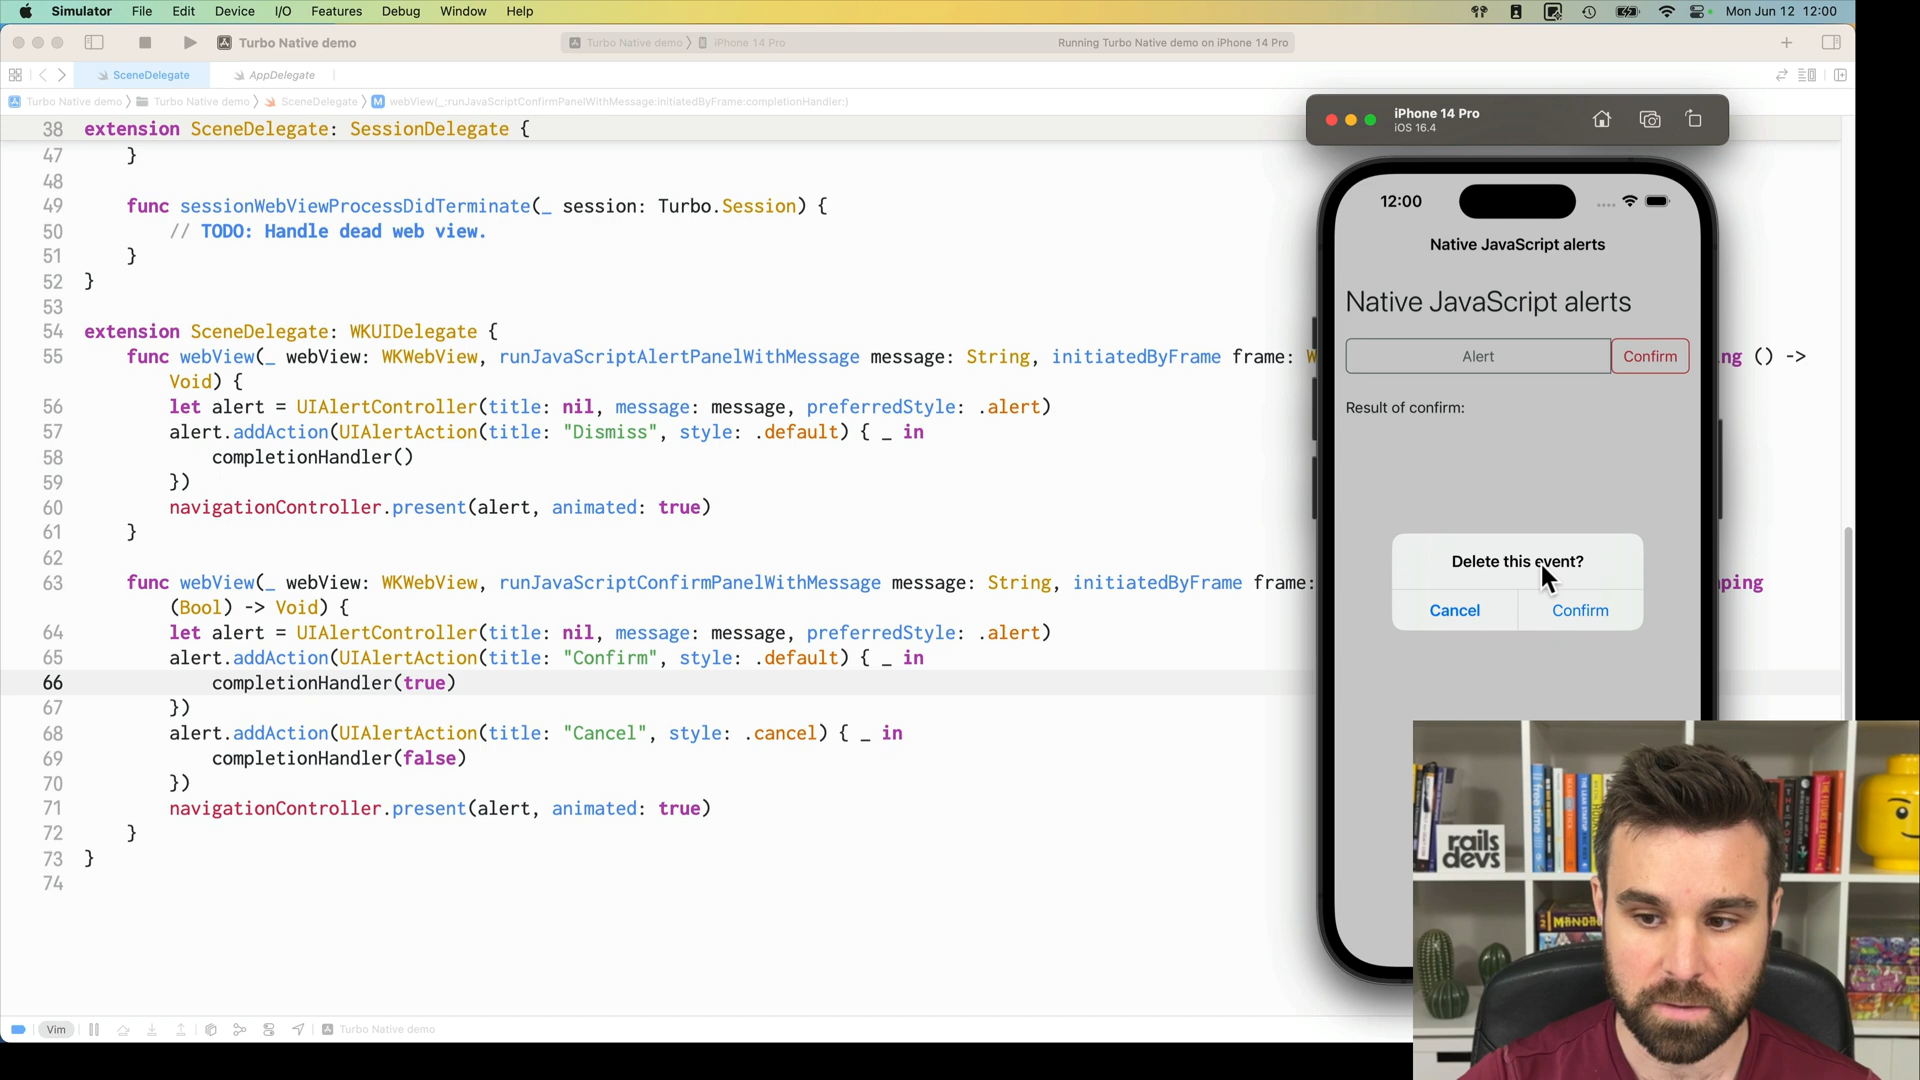 Simulator File Edit Device I/O Features Debug Window Help Mon Jun 12 12:00
Turbo Native demo Turbo Native demo iPhone 14 Pro Running Turbo Native demo on iPhone 14 Pro
SceneDelegate AppDelegate
Turbo Native demo Turbo Native demo SceneDelegate M webView(_:runJavaScriptConfirmPanelWithMessage:initiatedByFrame:completionHandler:)
38 extension SceneDelegate: SessionDelegate {
47 }
48
49 func sessionWebViewProcessDidTerminate(_ session: Turbo.Session) {
50 // TODO: Handle dead web view.
51 }
52 }
53
54 extension SceneDelegate: WKUIDelegate {
55 func webView(_ webView: WKWebView, runJavaScriptAlertPanelWithMessage message: String, initiatedByFrame frame: W ng () ->
Void) {
56 let alert = UIAlertController(title: nil, message: message, preferredStyle: .alert)
57 alert.addAction(UIAlertAction(title: "Dismiss", style: .default) { _ in
58 completionHandler()
59 })
60 navigationController.present(alert, animated: true)
61 }
62
63 func webView(_ webView: WKWebView, runJavaScriptConfirmPanelWithMessage message: String, initiatedByFrame frame: ping
(Bool) -> Void) {
64 let alert = UIAlertController(title: nil, message: message, preferredStyle: .alert)
65 alert.addAction(UIAlertAction(title: "Confirm", style: .default) { _ in
66 completionHandler(true)
67 })
68 alert.addAction(UIAlertAction(title: "Cancel", style: .cancel) { _ in
69 completionHandler(false)
70 })
71 navigationController.present(alert, animated: true)
72 }
73 }
74
Vim Turbo Native demo
iPhone 14 Pro
iOS 16.4
12:00
Native JavaScript alerts
Native JavaScript alerts
Alert Confirm
Result of confirm:
Delete this event?
Cancel Confirm
rails
devs